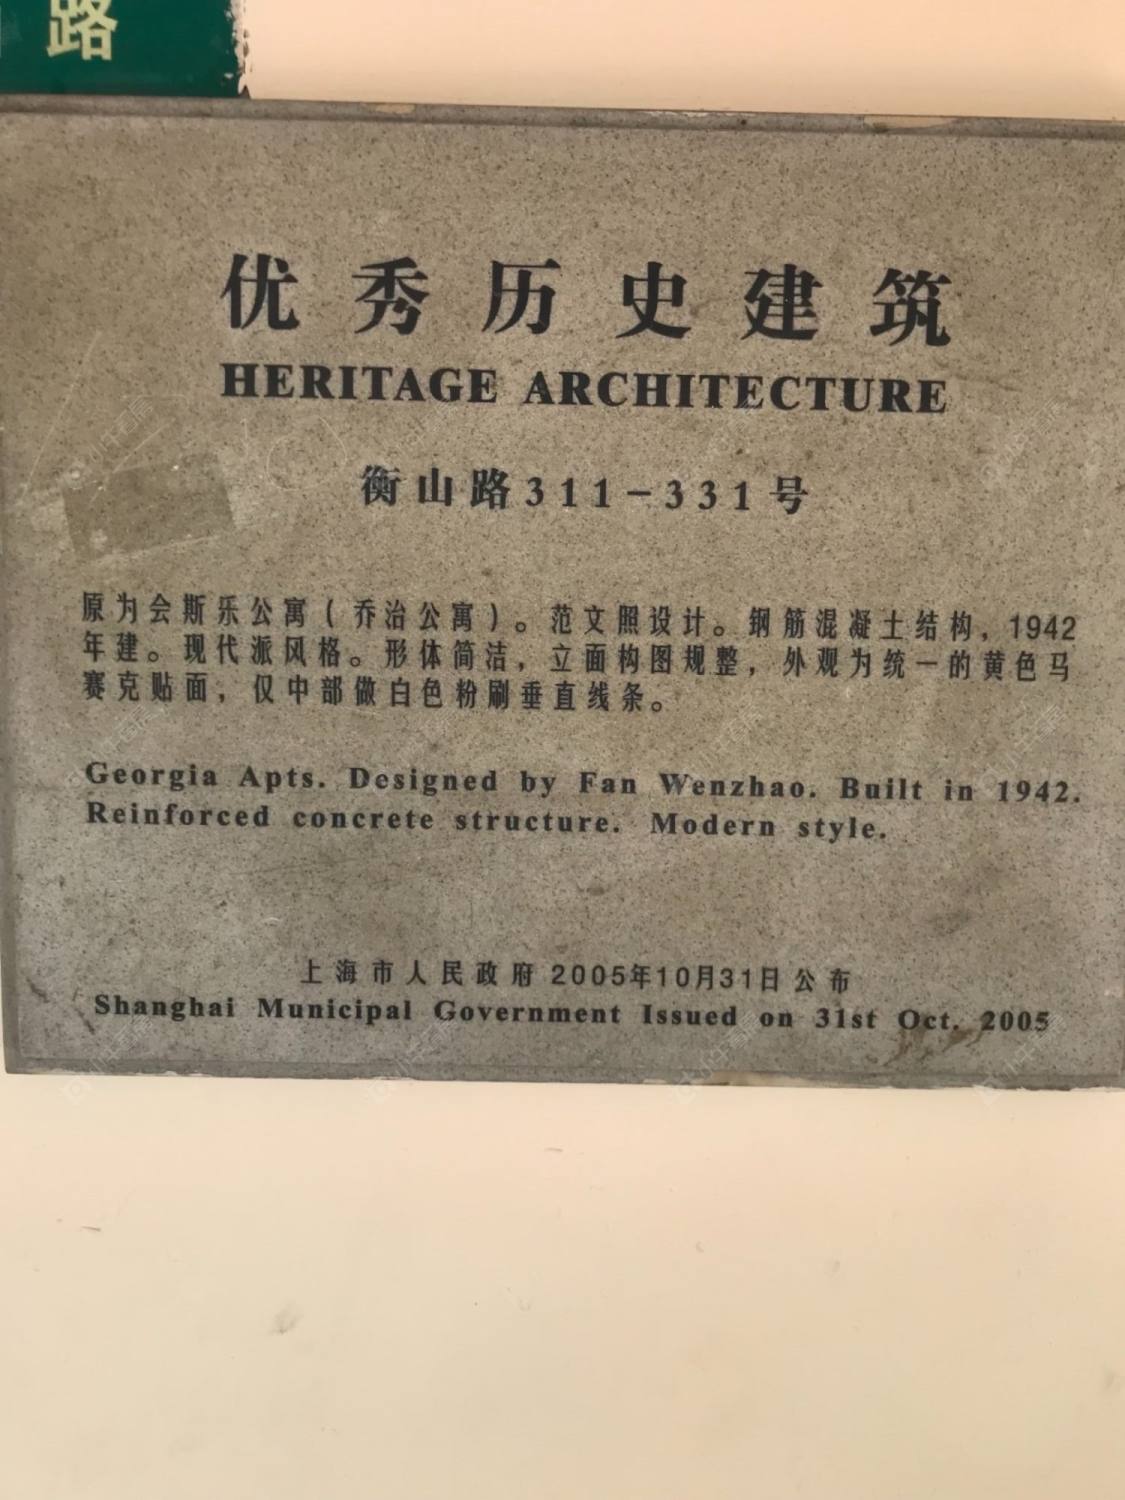 路
优秀历史建筑
HERITAGE ARCHITECTURE
衡山路311-331号
原为会斯乐公寓(乔治公寓)。范文照设计。钢筋混凝土结构,1942
年建。现代派风格。形体简洁,立面构图规整,外观为统一的黄色马
赛克贴面,仅中部做白色粉刷垂直线条。
Georgia Apts. Designed by Fan Wenzhao. Built in 1942.
Reinforced concrete structure. Modern style.
上海市人民政府 2005年10月31日公布
Shanghai Municipal Government Issued on 31st Oct. 2005